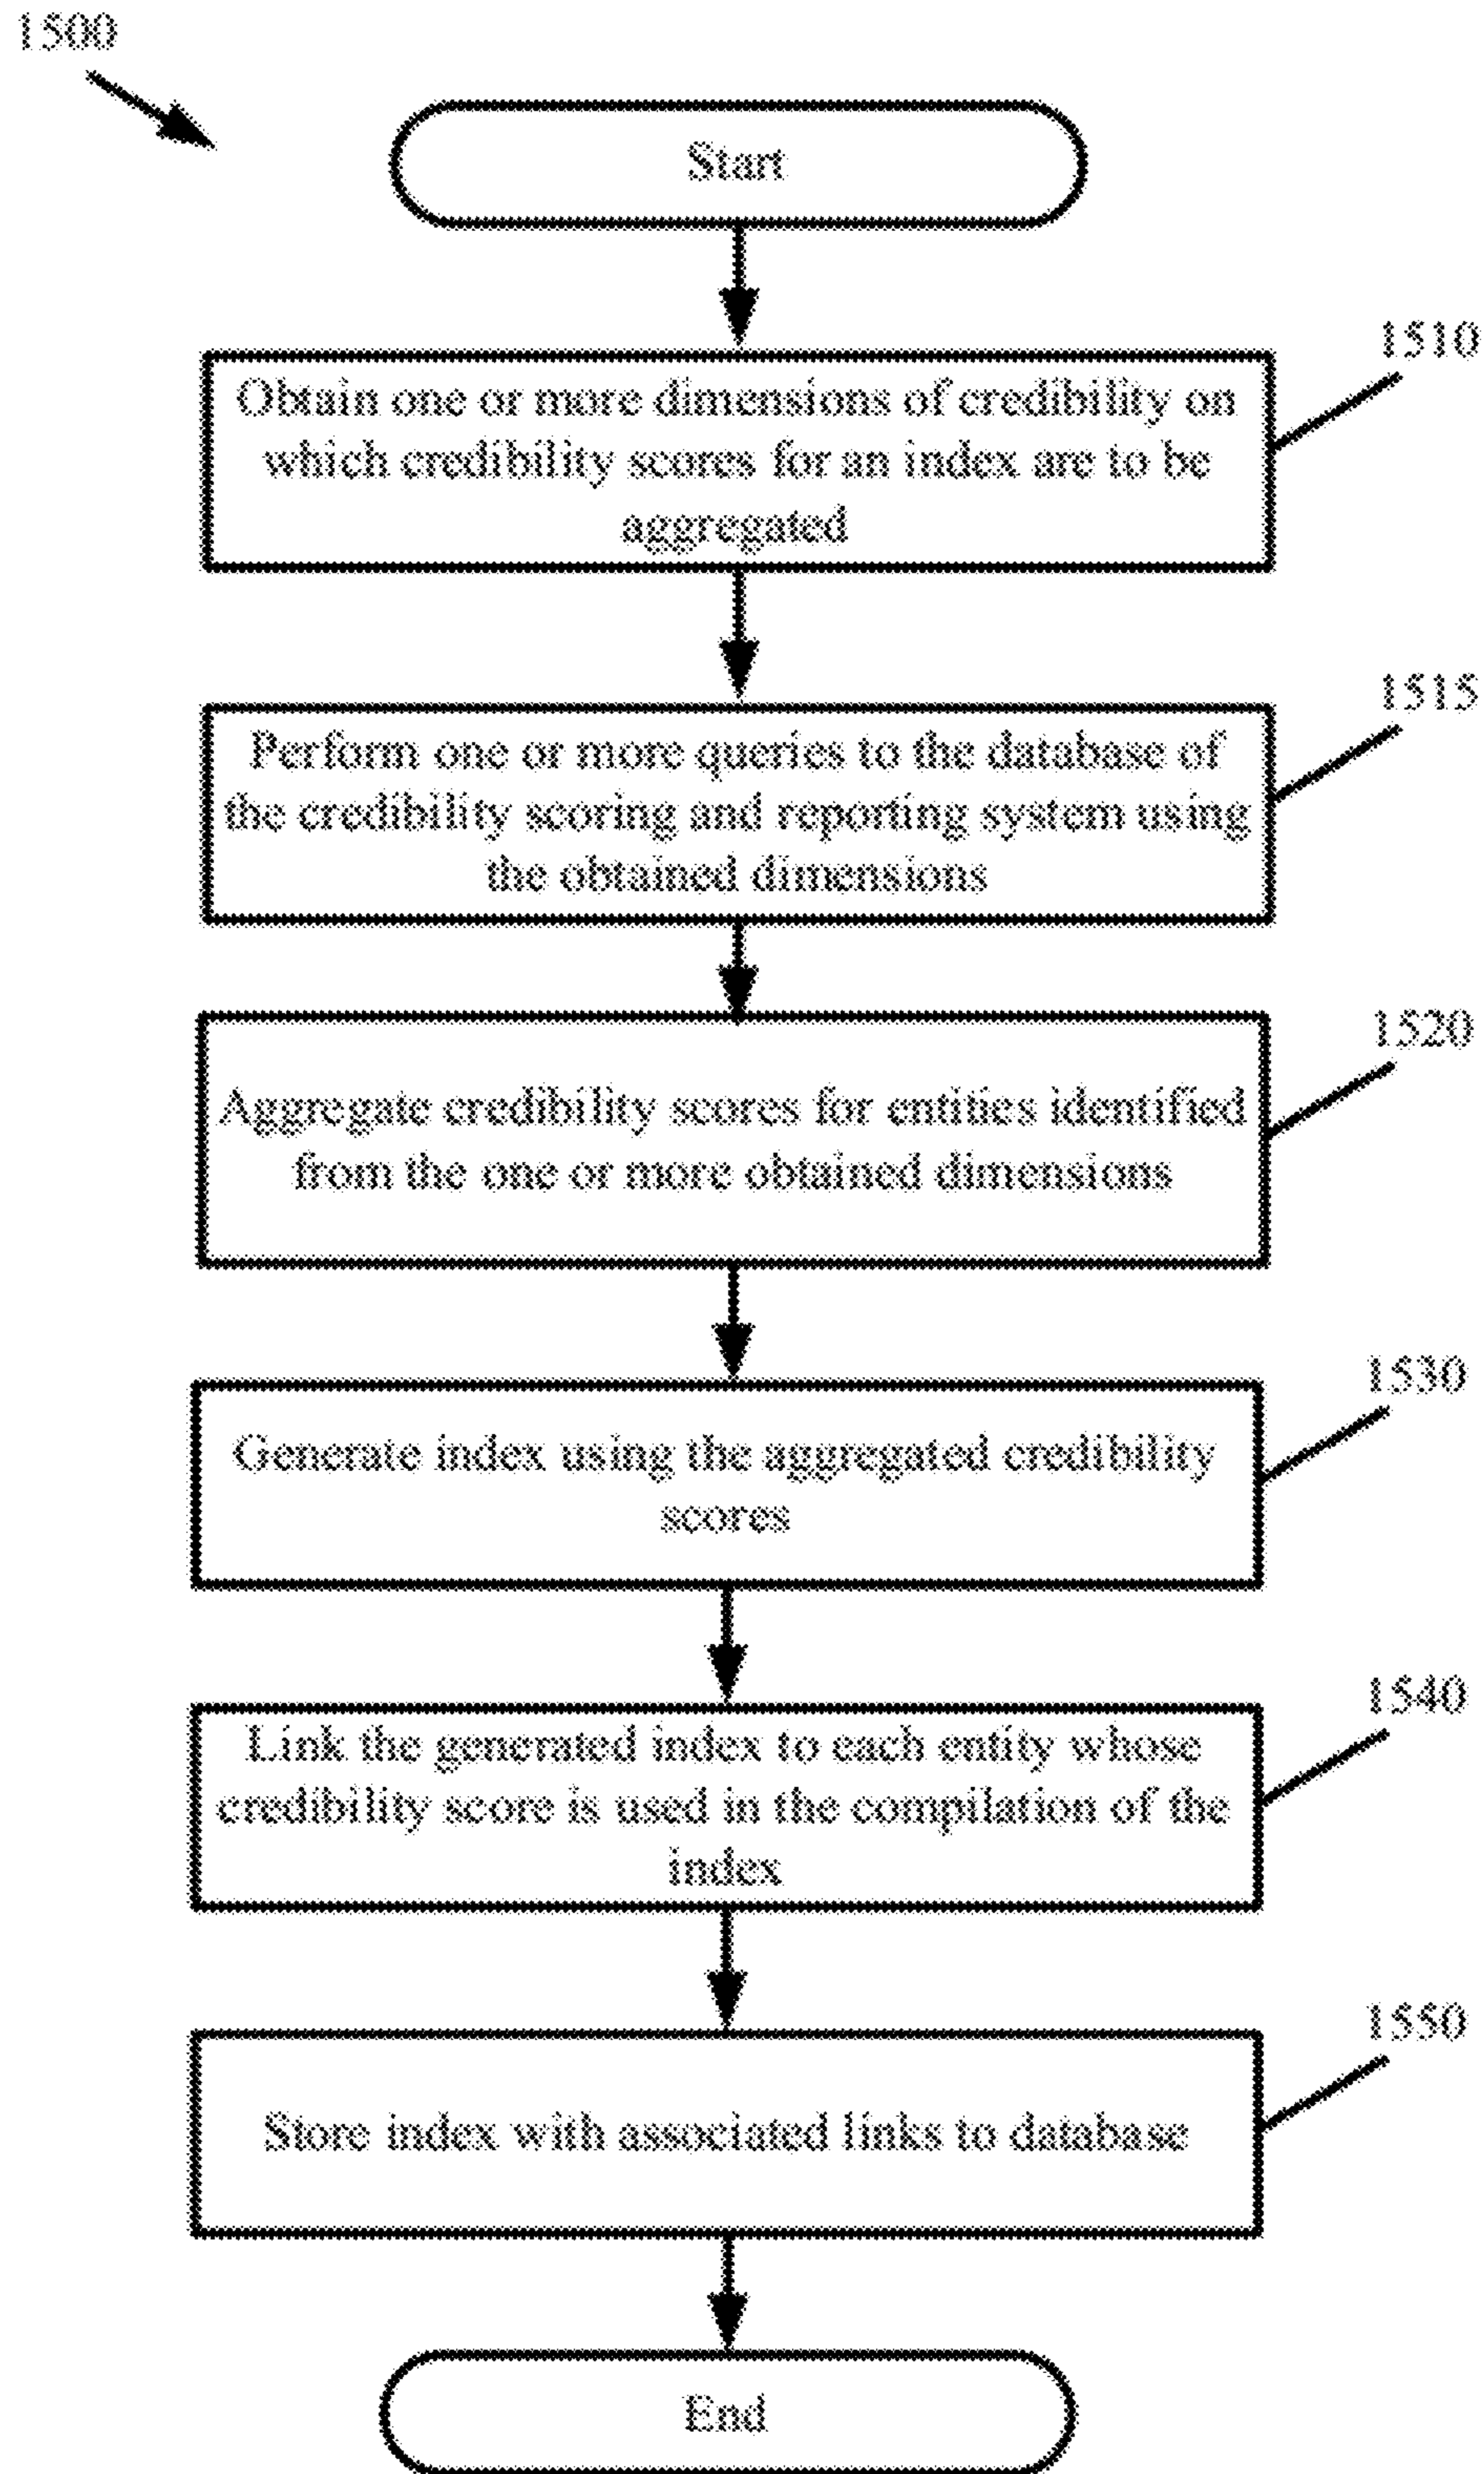 1500
Start
1510
Obtain one or more dimensions of credibility on
which credibility scores for an index are to be
aggregated
1515
Perform one or more queries to the database of
the credibility scoring and reporting system using
the obtained dimensions
1520
Aggregate credibility scores for entities identified
from the one or more obtained dimensions
1530
Generate index using the aggregated credibility
scores
1540
Link the generated index to each entity whose
credibility score is used in the compilation of the
index
1550
Store index with associated links to database
End